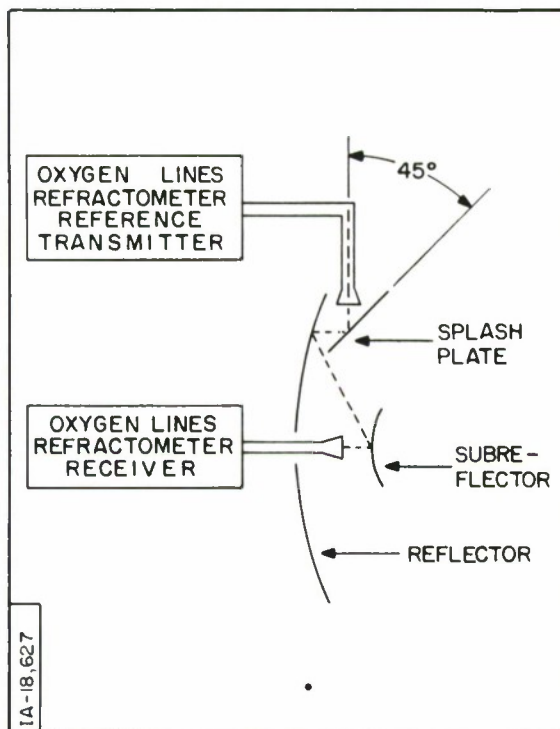 OXYGEN LINES
REFRACTOMETER
REFERENCE
TRANSMITTER
45°
SPLASH
PLATE
OXYGEN LINES
REFRACTOMETER
RECEIVER
SUBRE-
FLECTOR
REFLECTOR
IA-18,627